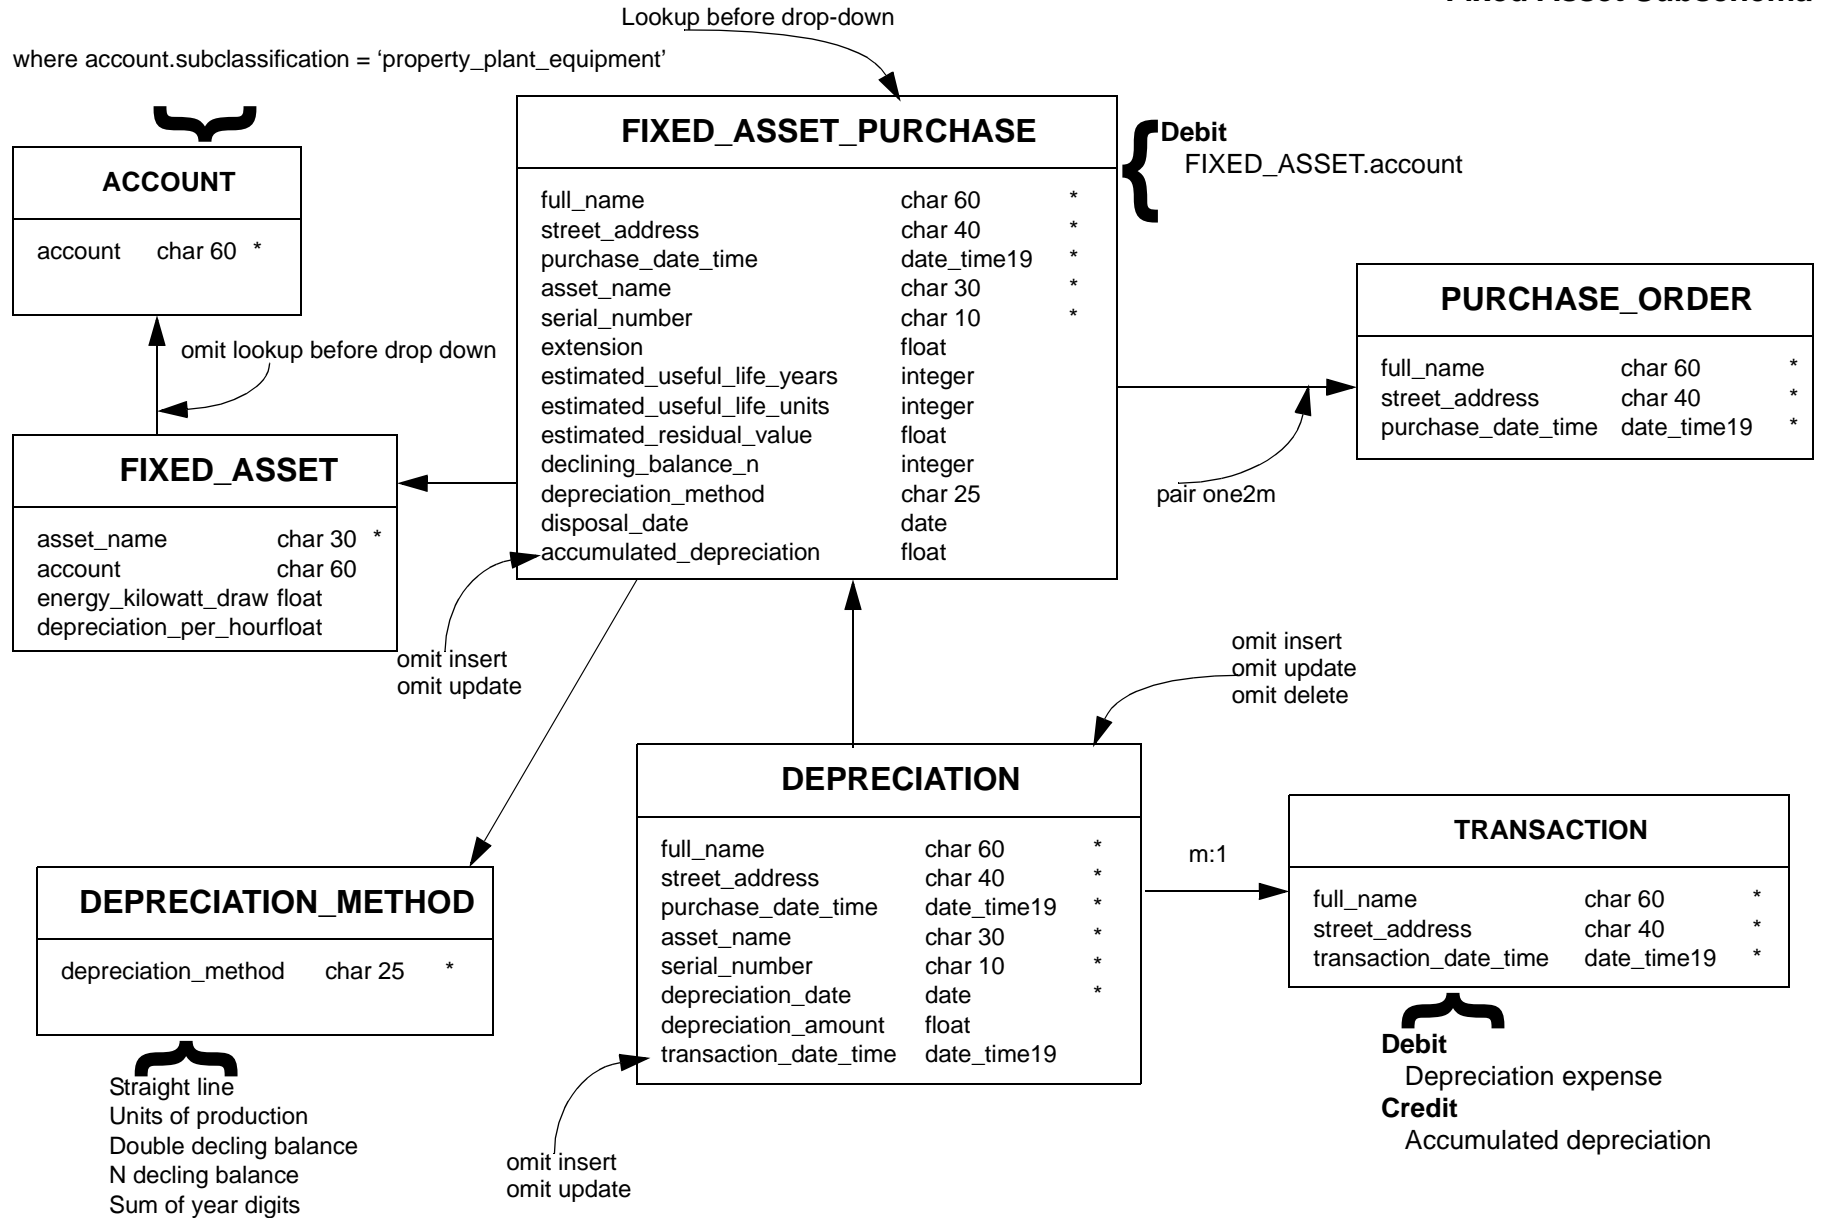 Fixed Asset Subschema
Lookup before drop-down
where account.subclassification = ‘property_plant_equipment’
FIXED_ASSET_PURCHASE
full_name char 60 *
street_address char 40 *
purchase_date_time date_time19 *
asset_name char 30 *
serial_number char 10 *
extension float
estimated_useful_life_years integer
estimated_useful_life_units integer
estimated_residual_value float
declining_balance_n integer
depreciation_method char 25
disposal_date date
accumulated_depreciation float
Debit
FIXED_ASSET.account
ACCOUNT
account char 60 *
omit lookup before drop down
PURCHASE_ORDER
full_name char 60 *
street_address char 40 *
purchase_date_time date_time19 *
pair one2m
FIXED_ASSET
asset_name char 30 *
account char 60
energy_kilowatt_draw float
depreciation_per_hourfloat
omit insert
omit update
omit insert
omit update
omit delete
DEPRECIATION
full_name char 60 *
street_address char 40 *
purchase_date_time date_time19 *
asset_name char 30 *
serial_number char 10 *
depreciation_date date *
depreciation_amount float
transaction_date_time date_time19
m:1
TRANSACTION
full_name char 60 *
street_address char 40 *
transaction_date_time date_time19 *
Debit
Depreciation expense
Credit
Accumulated depreciation
DEPRECIATION_METHOD
depreciation_method char 25 *
Straight line
Units of production
Double decling balance
N decling balance
Sum of year digits
omit insert
omit update